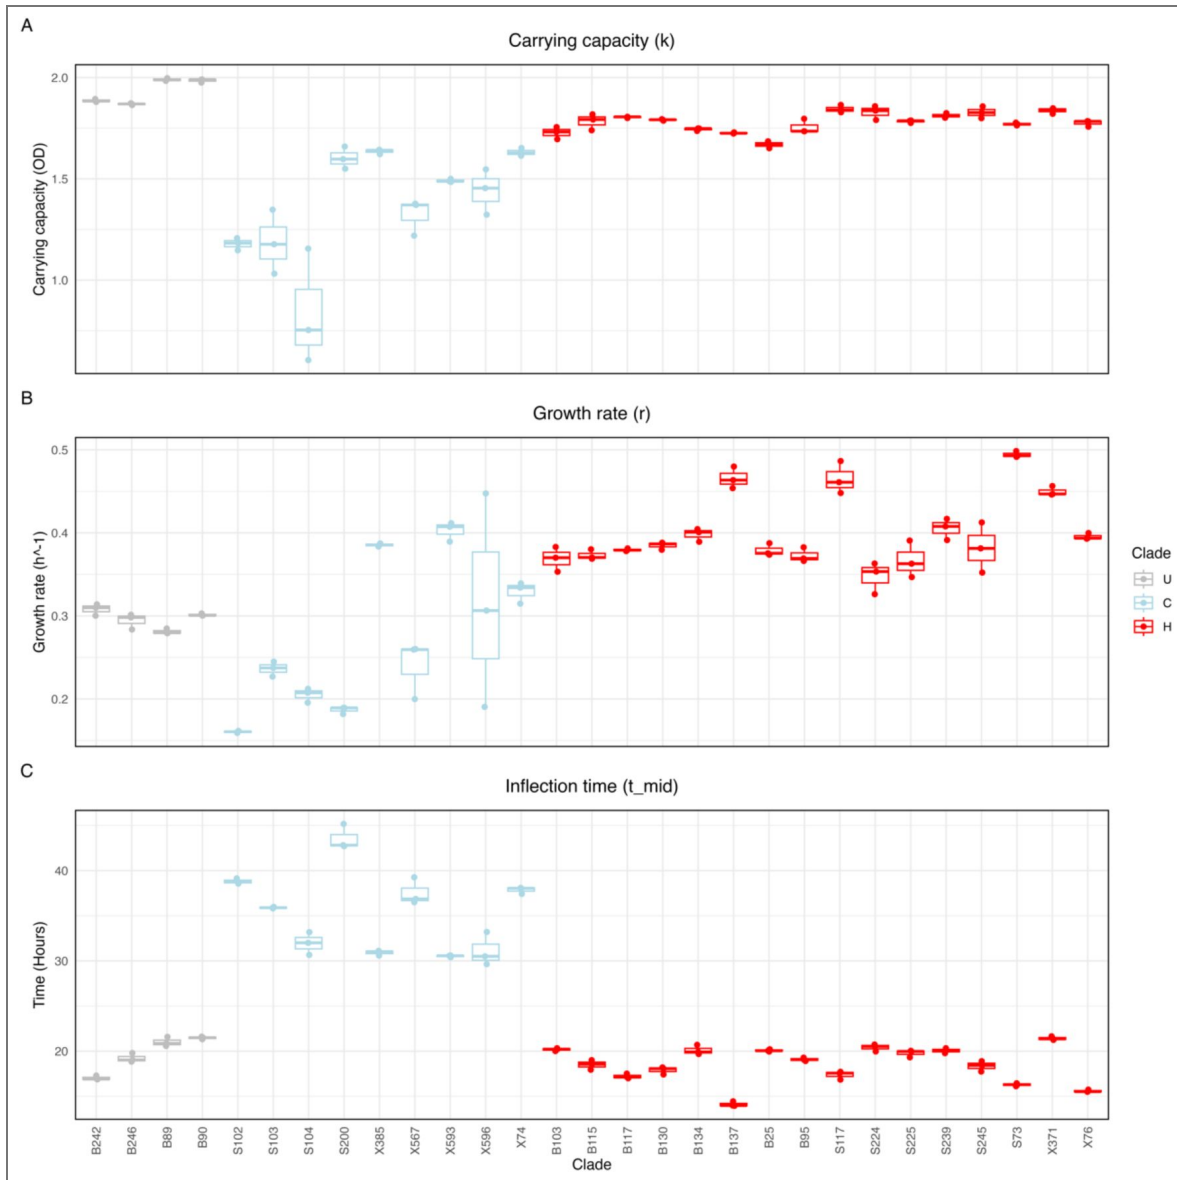 A
Carrying capacity (k)
Carrying capacity (OD)
2.0
1.5
1.0
B
Growth rate (r)
Growth rate (h^-1)
0.5
0.4
0.3
0.2
Clade
U
C
H
C
Inflection time (t_mid)
Time (Hours)
40
30
20
B242 B246 B89 B90 S102 S103 S104 S200 X385 X567 X593 X596 X74 B103 B115 B117 B130 B134 B137 B25 B95 S117 S224 S225 S239 S245 S73 X371 X76
Clade